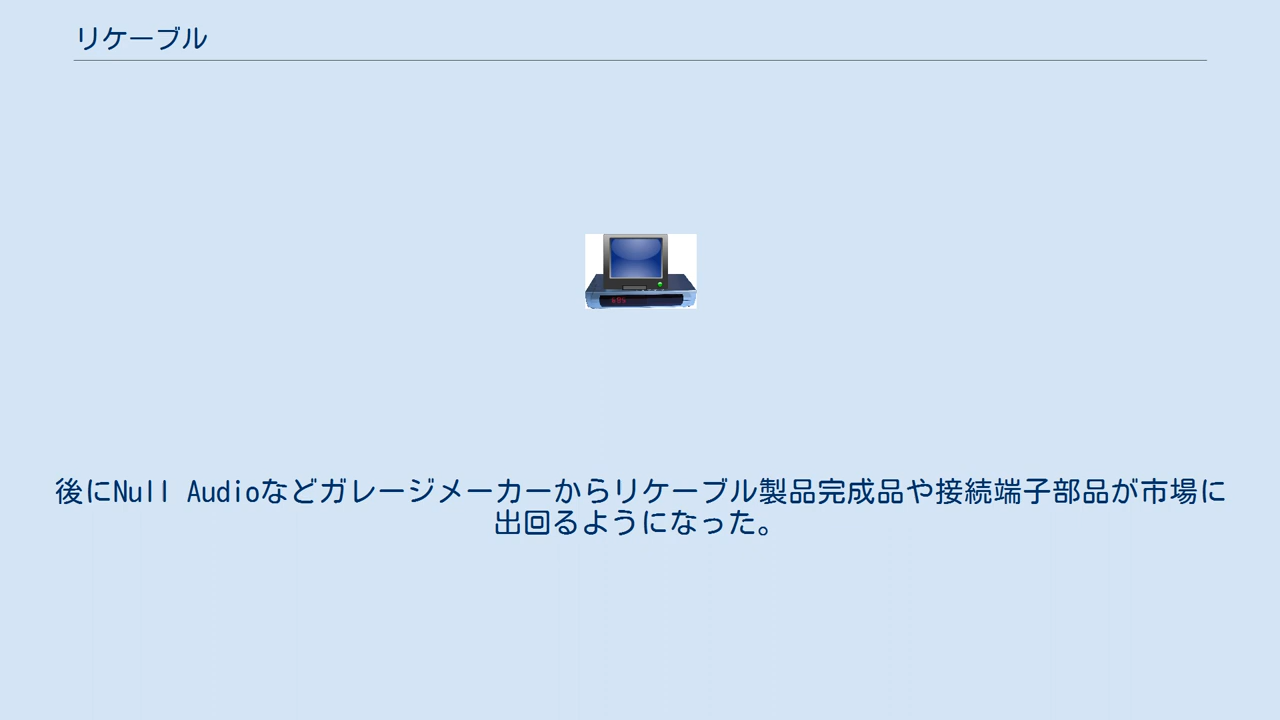 リケーブル
後にNull Audioなどガレージメーカーからリケーブル製品完成品や接続端子部品が市場に
出回るようになった。